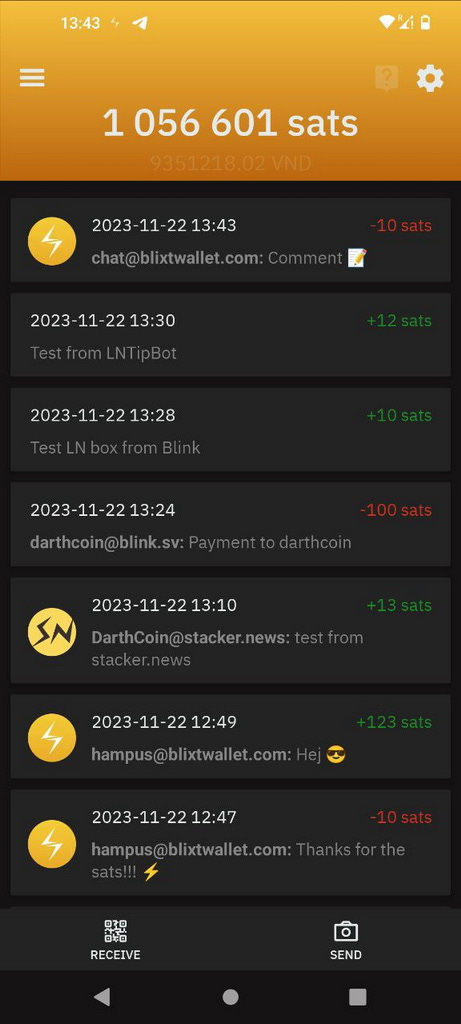 13:43
1 056 601 sats
9351218.02 VND
2023-11-22 13:43 -10 sats
chat@blixtwallet.com: Comment 📝
2023-11-22 13:30 +12 sats
Test from LNTipBot
2023-11-22 13:28 +10 sats
Test LN box from Blink
2023-11-22 13:24 -100 sats
darthcoin@blink.sv: Payment to darthcoin
SN
2023-11-22 13:10 +13 sats
DarthCoin@stacker.news: test from
stacker.news
2023-11-22 12:49 +123 sats
hampus@blixtwallet.com: Hej 😎
2023-11-22 12:47 -10 sats
hampus@blixtwallet.com: Thanks for the
sats!!! ⚡
RECEIVE SEND